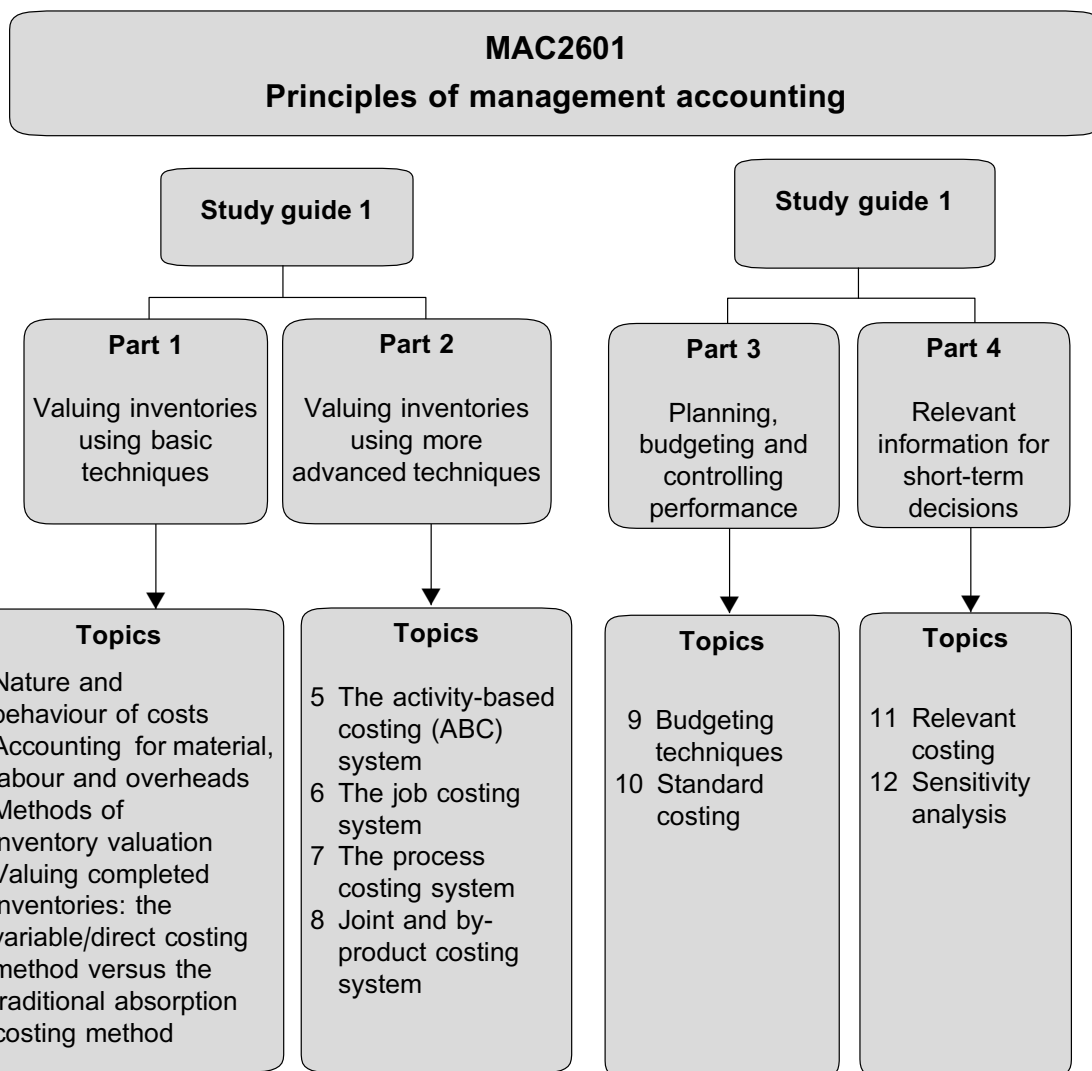 MAC2601
Principles of management accounting
Study guide 1
Part 1
Valuing inventories
using basic
techniques
Part 2
Valuing inventories
using more
advanced techniques
Topics
Nature and
behaviour of costs
Accounting for material,
labour and overheads
Methods of
inventory valuation
Valuing completed
inventories: the
variable/direct costing
method versus the
traditional absorption
costing method
Topics
5 The activity-based
costing (ABC)
system
6 The job costing
system
7 The process
costing system
8 Joint and by-
product costing
system
Study guide 1
Part 3
Planning,
budgeting and
controlling
performance
Part 4
Relevant
information for
short-term
decisions
Topics
9 Budgeting
techniques
10 Standard
costing
Topics
11 Relevant
costing
12 Sensitivity
analysis